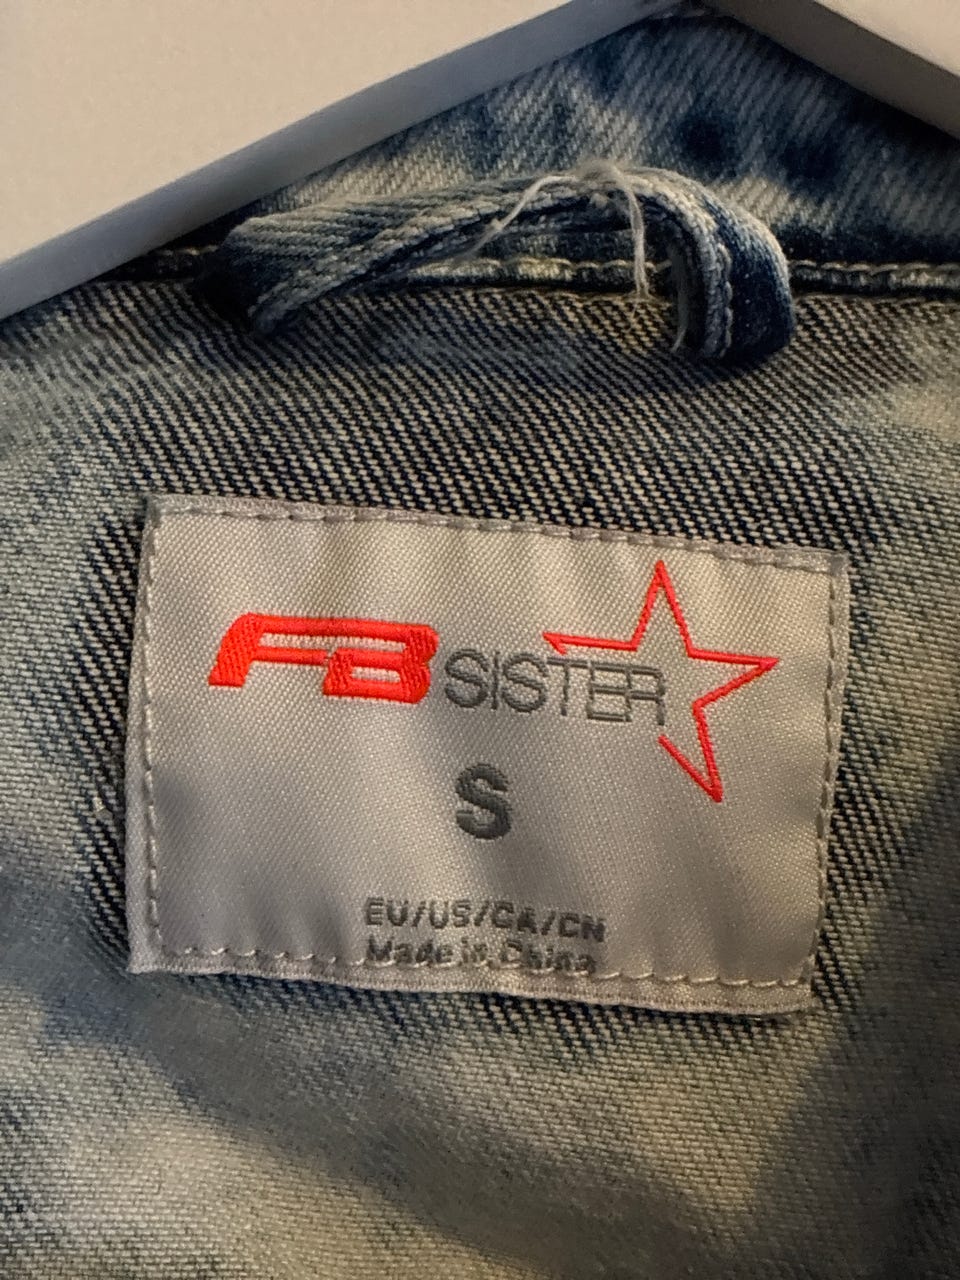 FB SISTER
S
EU/US/CA/CN
Made in China